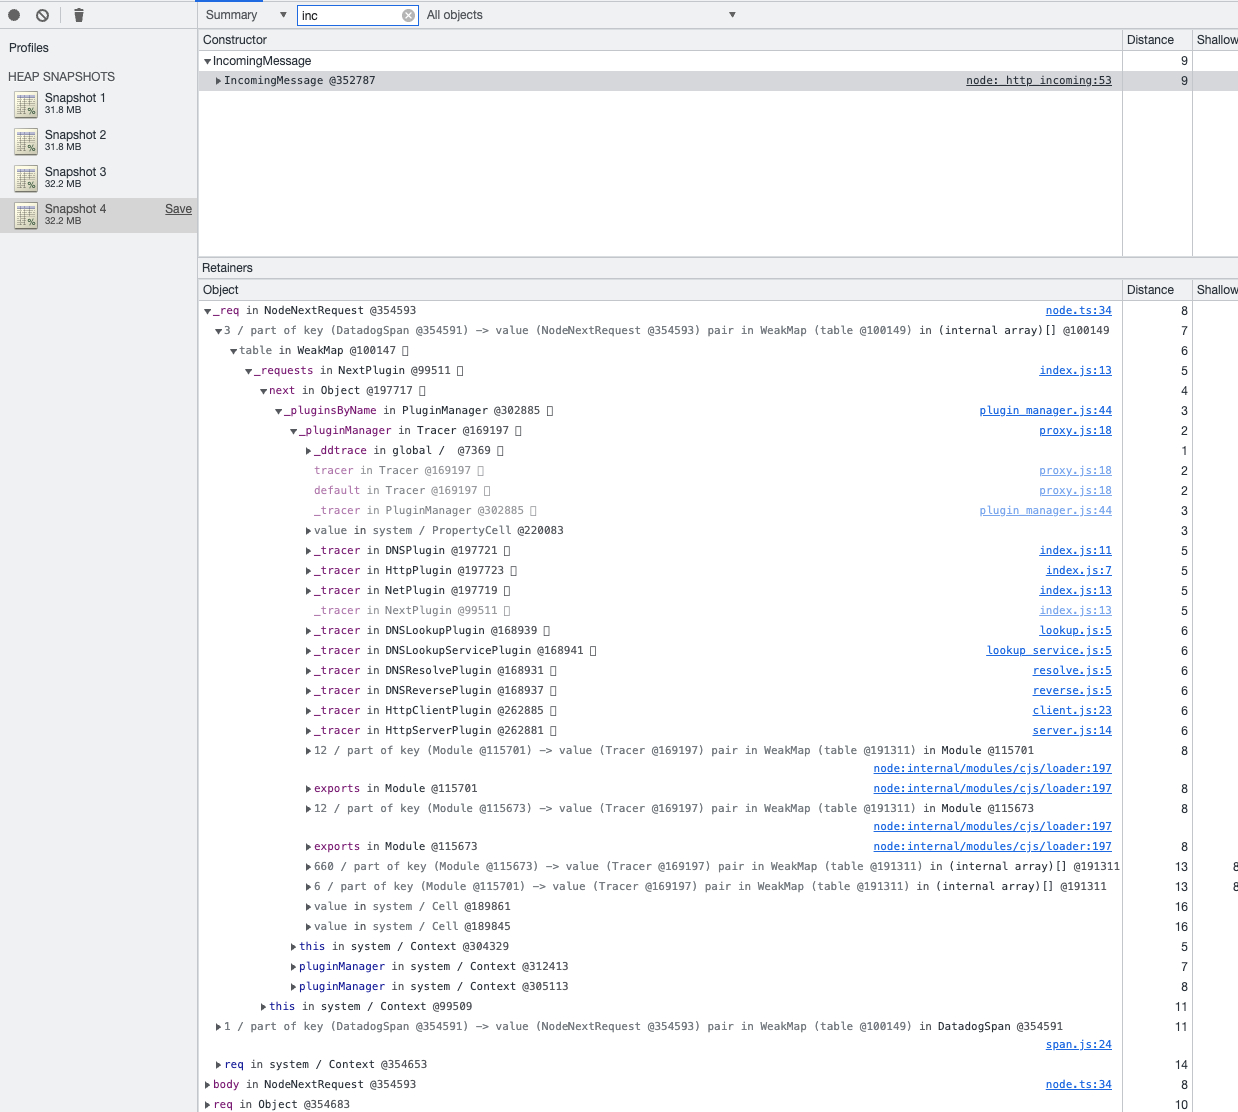 Summary ▼ inc All objects ▼
Profiles
HEAP SNAPSHOTS
Snapshot 1
31.8 MB
Snapshot 2
31.8 MB
Snapshot 3
32.2 MB
Snapshot 4 Save
32.2 MB
Constructor Distance Shallow
▼IncomingMessage 9
▶IncomingMessage @352787 node:_http_incoming:53 9
Retainers
Object Distance Shallow
▼_req in NodeNextRequest @354593 node.ts:34 8
▼3 / part of key (DatadogSpan @354591) -> value (NodeNextRequest @354593) pair in WeakMap (table @100149) in (internal array)[] @100149 7
▼table in WeakMap @100147 6
▼_requests in NextPlugin @99511 index.js:13 5
▼next in Object @197717 4
▼_pluginsByName in PluginManager @302885 plugin_manager.js:44 3
▼_pluginManager in Tracer @169197 proxy.js:18 2
▶_ddtrace in global / @7369 1
tracer in Tracer @169197 proxy.js:18 2
default in Tracer @169197 proxy.js:18 2
_tracer in PluginManager @302885 plugin_manager.js:44 3
▶value in system / PropertyCell @220083 3
▶_tracer in DNSPlugin @197721 index.js:11 5
▶_tracer in HttpPlugin @197723 index.js:7 5
▶_tracer in NetPlugin @197719 index.js:13 5
_tracer in NextPlugin @99511 index.js:13 5
▶_tracer in DNSLookupPlugin @168939 lookup.js:5 6
▶_tracer in DNSLookupServicePlugin @168941 lookup_service.js:5 6
▶_tracer in DNSResolvePlugin @168931 resolve.js:5 6
▶_tracer in DNSReversePlugin @168937 reverse.js:5 6
▶_tracer in HttpClientPlugin @262885 client.js:23 6
▶_tracer in HttpServerPlugin @262881 server.js:14 6
▶12 / part of key (Module @115701) -> value (Tracer @169197) pair in WeakMap (table @191311) in Module @115701 8
node:internal/modules/cjs/loader:197
▶exports in Module @115701 node:internal/modules/cjs/loader:197 8
▶12 / part of key (Module @115673) -> value (Tracer @169197) pair in WeakMap (table @191311) in Module @115673 8
node:internal/modules/cjs/loader:197
▶exports in Module @115673 node:internal/modules/cjs/loader:197 8
▶660 / part of key (Module @115673) -> value (Tracer @169197) pair in WeakMap (table @191311) in (internal array)[] @191311 13 8
▶6 / part of key (Module @115701) -> value (Tracer @169197) pair in WeakMap (table @191311) in (internal array)[] @191311 13 8
▶value in system / Cell @189861 16
▶value in system / Cell @189845 16
▶this in system / Context @304329 5
▶pluginManager in system / Context @312413 7
▶pluginManager in system / Context @305113 8
▶this in system / Context @99509 11
▶1 / part of key (DatadogSpan @354591) -> value (NodeNextRequest @354593) pair in WeakMap (table @100149) in DatadogSpan @354591 11
span.js:24
▶req in system / Context @354653 14
▶body in NodeNextRequest @354593 node.ts:34 8
▶req in Object @354683 10